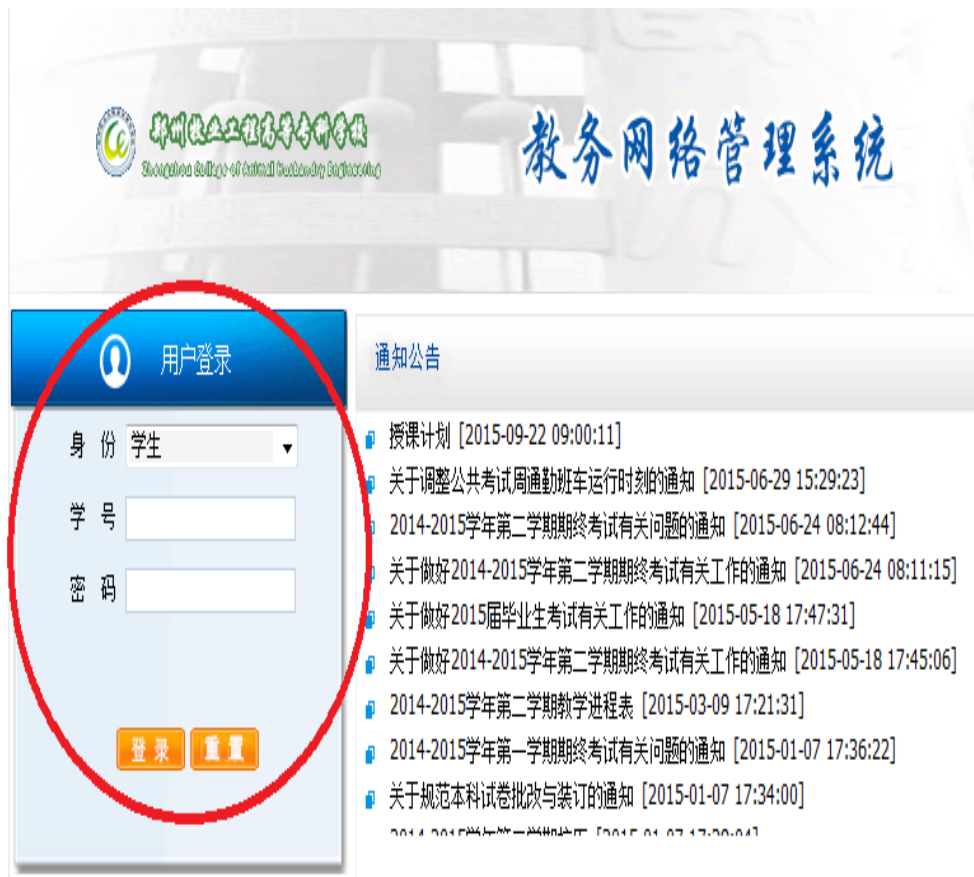 郑州牧业工程高等专科学校
Zhengzhou College of Animal Husbandry Engineering
教务网络管理系统
用户登录
身 份 学生
学 号
密 码
登 录 重 置
通知公告
授课计划 [2015-09-22 09:00:11]
关于调整公共考试周通勤班车运行时刻的通知 [2015-06-29 15:29:23]
2014-2015学年第二学期期终考试有关问题的通知 [2015-06-24 08:12:44]
关于做好2014-2015学年第二学期期终考试有关工作的通知 [2015-06-24 08:11:15]
关于做好2015届毕业生考试有关工作的通知 [2015-05-18 17:47:31]
关于做好2014-2015学年第二学期期终考试有关工作的通知 [2015-05-18 17:45:06]
2014-2015学年第二学期教学进程表 [2015-03-09 17:21:31]
2014-2015学年第一学期期终考试有关问题的通知 [2015-01-07 17:36:22]
关于规范本科试卷批改与装订的通知 [2015-01-07 17:34:00]